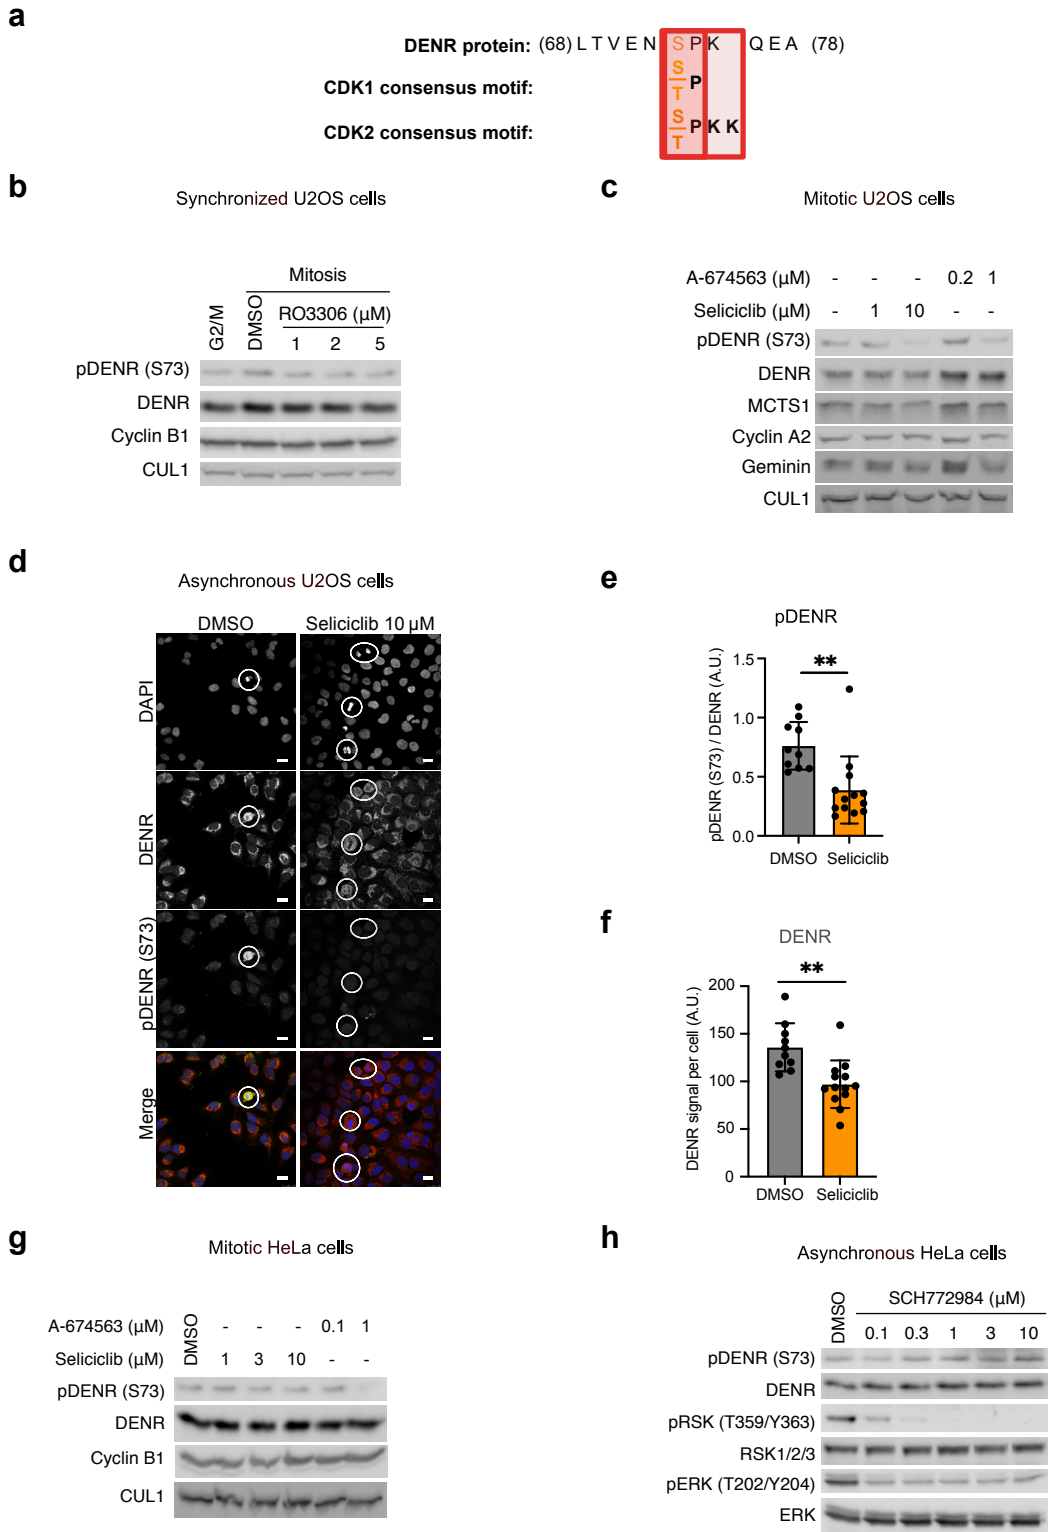 a
DENR protein: (68) L T V E N S P K Q E A (78)
CDK1 consensus motif: S/T P
CDK2 consensus motif: S/T P K K
b
Synchronized U2OS cells
Mitosis
G2/M
DMSO
RO3306 (µM)
1 2 5
pDENR (S73)
DENR
Cyclin B1
CUL1
c
Mitotic U2OS cells
A-674563 (µM) - - - 0.2 1
Seliciclib (µM) - 1 10 - -
pDENR (S73)
DENR
MCTS1
Cyclin A2
Geminin
CUL1
d
Asynchronous U2OS cells
DMSO Seliciclib 10 µM
DAPI
DENR
pDENR (S73)
Merge
e
pDENR
pDENR (S73) / DENR (A.U.)
1.5
1.0
0.5
0.0
**
DMSO Seliciclib
f
DENR
DENR signal per cell (A.U.)
200
150
100
50
0
**
DMSO Seliciclib
g
Mitotic HeLa cells
DMSO
A-674563 (µM) - - - 0.1 1
Seliciclib (µM) 1 3 10 - -
pDENR (S73)
DENR
Cyclin B1
CUL1
h
Asynchronous HeLa cells
DMSO
SCH772984 (µM)
0.1 0.3 1 3 10
pDENR (S73)
DENR
pRSK (T359/Y363)
RSK1/2/3
pERK (T202/Y204)
ERK